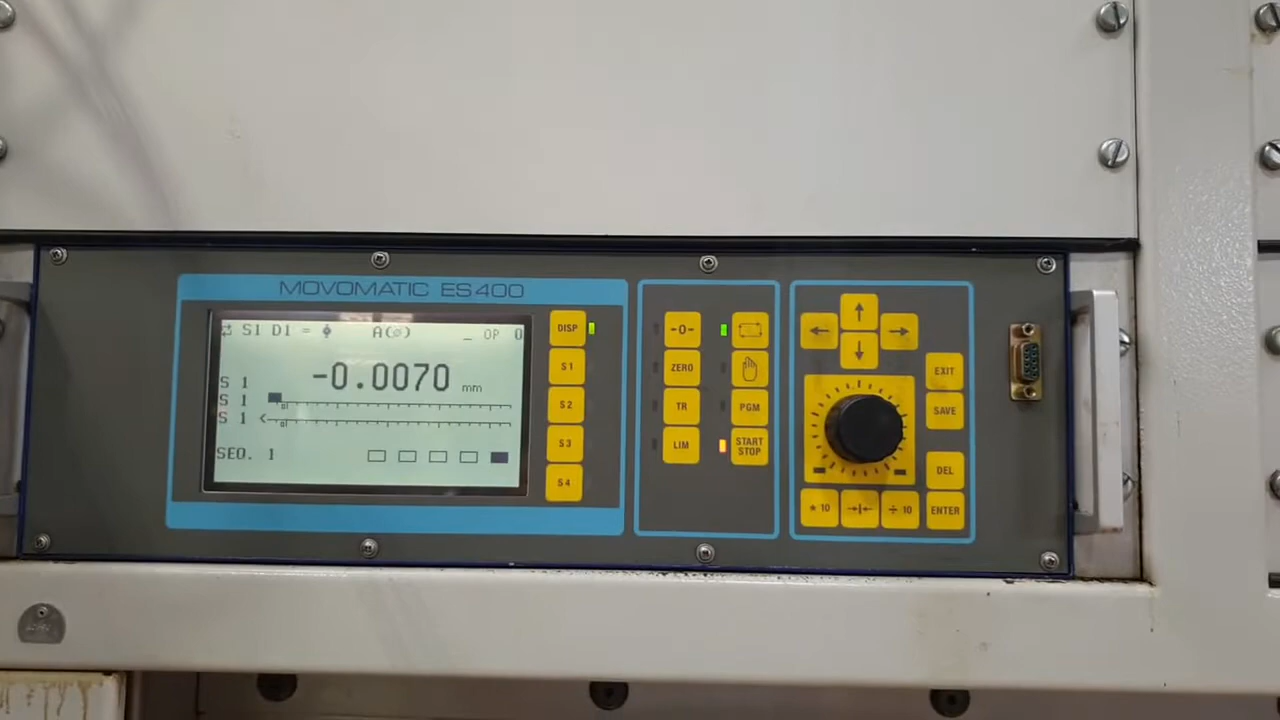 MOVOMATIC ES400
S1 D1 = A(⌀) _ OP 0
S 1 -0.0070 mm
S 1
S 1 <
SEQ. 1
DISP
S1
S2
S3
S4
-0-
ZERO
TR
LIM
PGM
START
STOP
← ↑ →
↓
EXIT
SAVE
DEL
* 10 →|← ÷ 10 ENTER